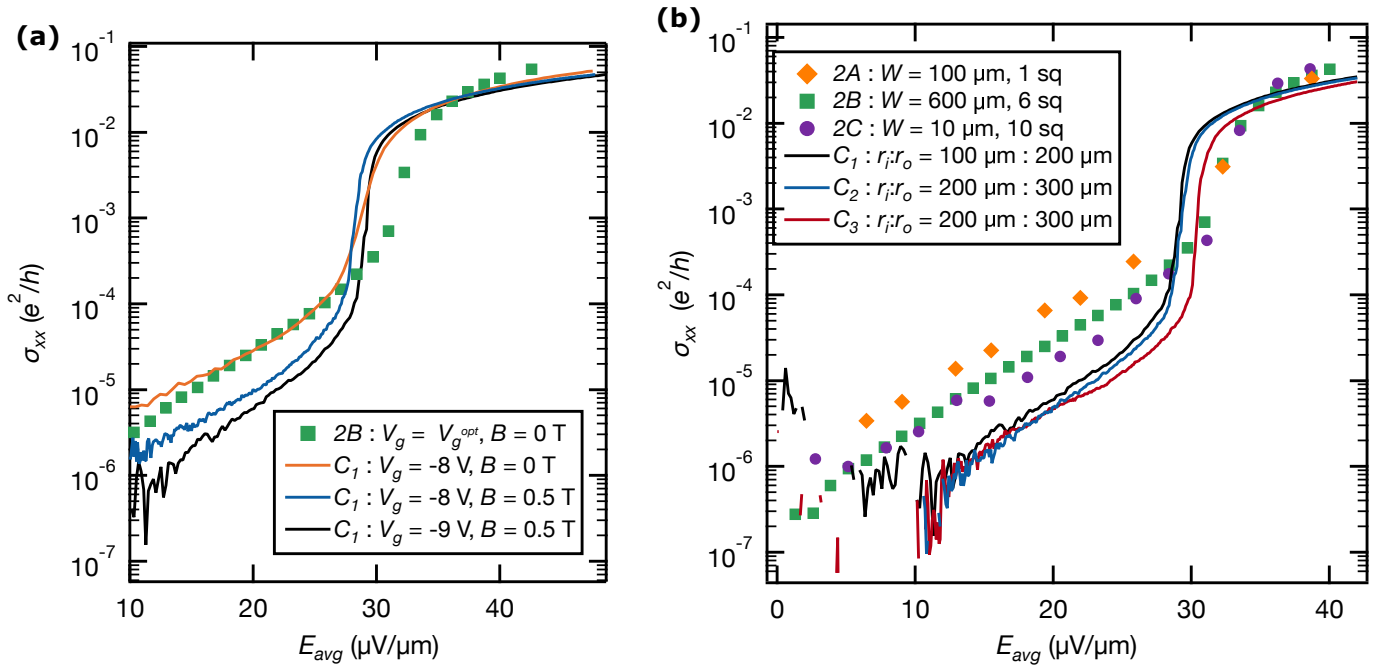 (a)
10⁻¹
10⁻²
10⁻³
10⁻⁴
10⁻⁵
10⁻⁶
10⁻⁷
σxx (e²/h)
2B : Vg = Vg^opt, B = 0 T
C1 : Vg = -8 V, B = 0 T
C1 : Vg = -8 V, B = 0.5 T
C1 : Vg = -9 V, B = 0.5 T
10 20 30 40
Eavg (µV/µm)
(b)
10⁻¹
10⁻²
10⁻³
10⁻⁴
10⁻⁵
10⁻⁶
10⁻⁷
σxx (e²/h)
2A : W = 100 µm, 1 sq
2B : W = 600 µm, 6 sq
2C : W = 10 µm, 10 sq
C1 : ri:ro = 100 µm : 200 µm
C2 : ri:ro = 200 µm : 300 µm
C3 : ri:ro = 200 µm : 300 µm
0 10 20 30 40
Eavg (µV/µm)